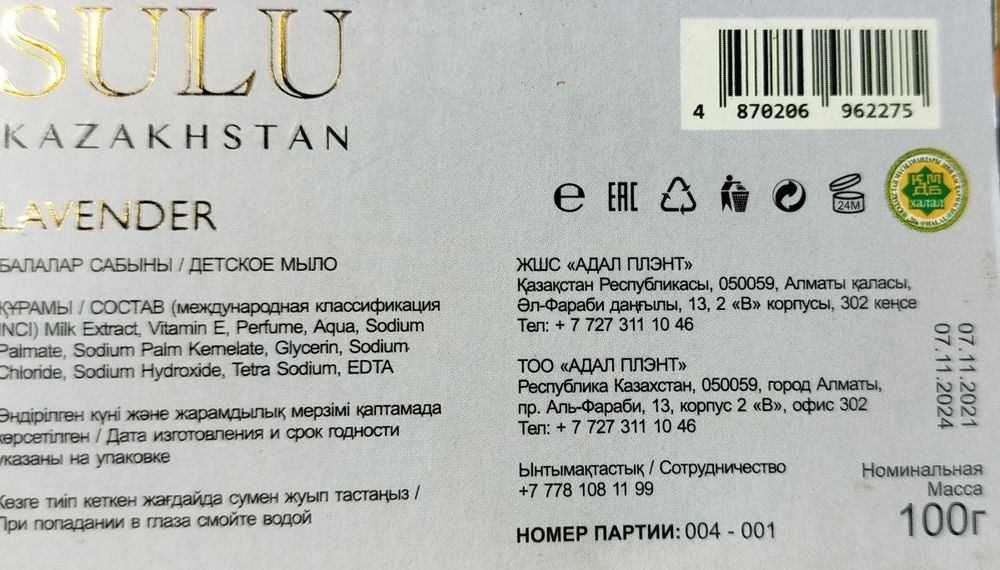 SULU
KAZAKHSTAN
LAVENDER
БАЛАЛАР САБЫНЫ / ДЕТСКОЕ МЫЛО
ҚҰРАМЫ / СОСТАВ (международная классификация
INCI) Milk Extract, Vitamin E, Perfume, Aqua, Sodium
Palmate, Sodium Palm Kernelate, Glycerin, Sodium
Chloride, Sodium Hydroxide, Tetra Sodium, EDTA
Өндірілген күні және жарамдылық мерзімі қаптамада
көрсетілген / Дата изготовления и срок годности
указаны на упаковке
Көзге тиіп кеткен жағдайда сумен жуып тастаңыз /
При попадании в глаза смойте водой
4 870206 962275
e EAC 24M
ҚМДБ
ХАЛАЛ
ЖШС «АДАЛ ПЛЭНТ»
Қазақстан Республикасы, 050059, Алматы қаласы,
Әл-Фараби даңғылы, 13, 2 «В» корпусы, 302 кеңсе
Тел: + 7 727 311 10 46
ТОО «АДАЛ ПЛЭНТ»
Республика Казахстан, 050059, город Алматы,
пр. Аль-Фараби, 13, корпус 2 «В», офис 302
Тел: + 7 727 311 10 46
Ынтымақтастық / Сотрудничество
+7 778 108 11 99
НОМЕР ПАРТИИ: 004 - 001
07.11.2021
07.11.2024
Номинальная
Масса
100г